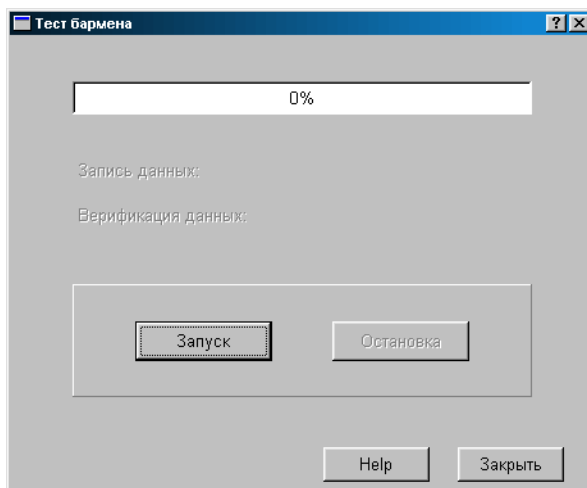 Тест бармена
0%
Запись данных:
Верификация данных:
Запуск Остановка
Help Закрыть